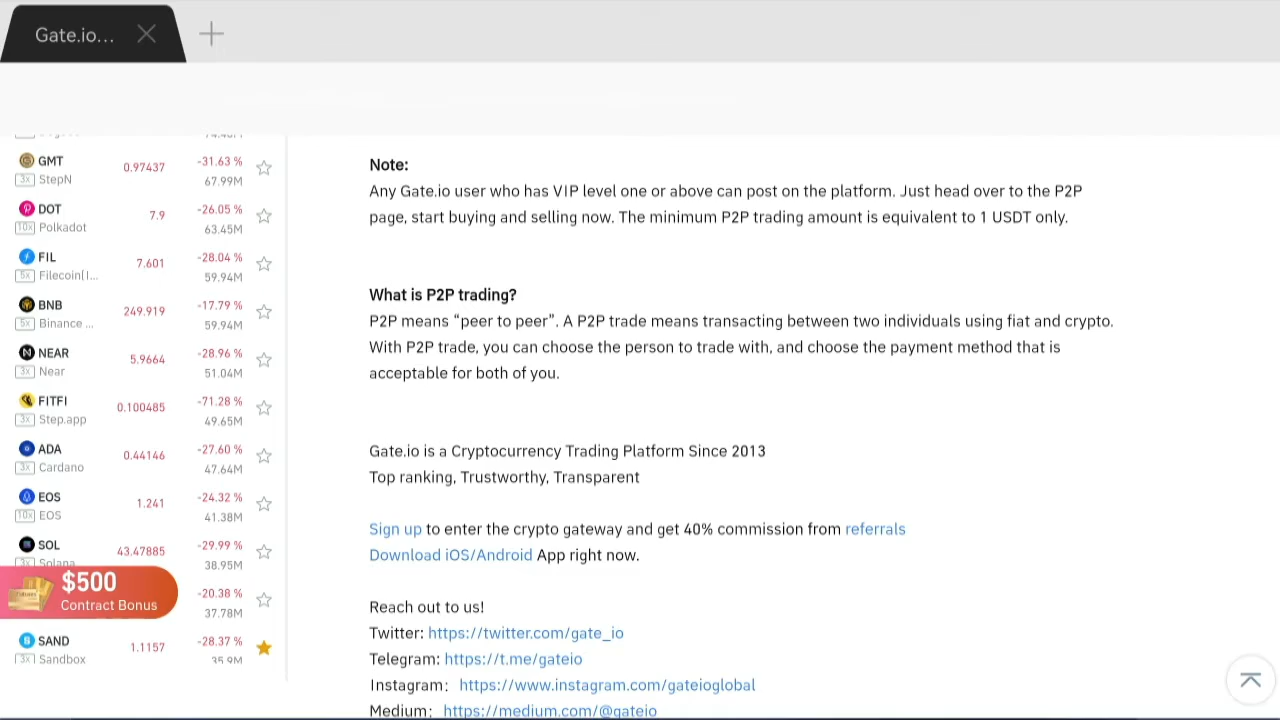 Gate.io...
GMT
0.97437
-31.63 %
3X StepN
67.99M
DOT
7.9
-26.05 %
10X Polkadot
63.45M
FIL
7.601
-28.04 %
5X Filecoin[I...
59.94M
BNB
249.919
-17.79 %
5X Binance ...
59.94M
NEAR
5.9664
-28.96 %
3X Near
51.04M
FITFI
0.100485
-71.28 %
3X Step.app
49.65M
ADA
0.44146
-27.60 %
3X Cardano
47.64M
EOS
1.241
-24.32 %
10X EOS
41.38M
SOL
43.47885
-29.99 %
3X Solana
38.95M
$500
Contract Bonus
-20.38 %
37.78M
SAND
1.1157
-28.37 %
3X Sandbox
35.9M
Note:
Any Gate.io user who has VIP level one or above can post on the platform. Just head over to the P2P
page, start buying and selling now. The minimum P2P trading amount is equivalent to 1 USDT only.
What is P2P trading?
P2P means “peer to peer”. A P2P trade means transacting between two individuals using fiat and crypto.
With P2P trade, you can choose the person to trade with, and choose the payment method that is
acceptable for both of you.
Gate.io is a Cryptocurrency Trading Platform Since 2013
Top ranking, Trustworthy, Transparent
Sign up to enter the crypto gateway and get 40% commission from referrals
Download iOS/Android App right now.
Reach out to us!
Twitter: https://twitter.com/gate_io
Telegram: https://t.me/gateio
Instagram： https://www.instagram.com/gateioglobal
Medium： https://medium.com/@gateio